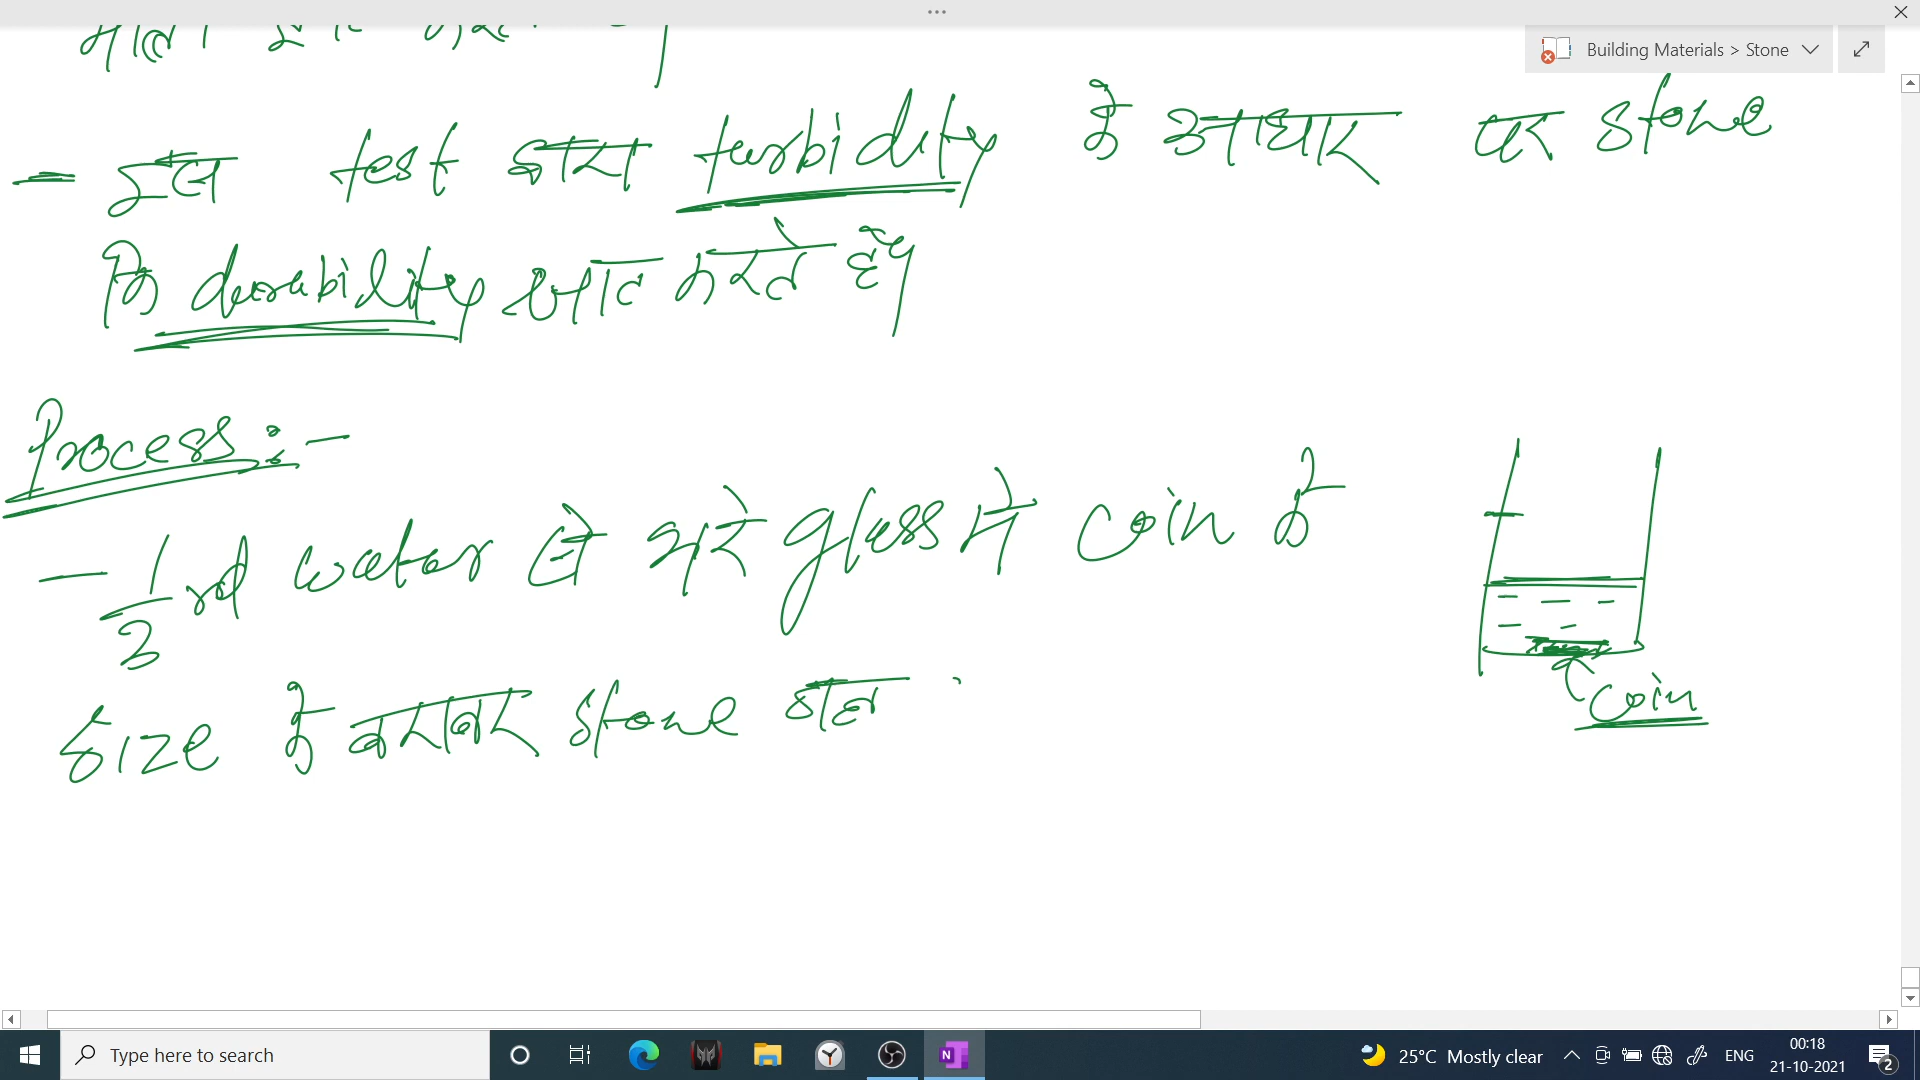 Building Materials > Stone
- इस test द्वारा turbidity के आधार पर stone
कि durability ज्ञात करते हैं।
Process:-
- 1/3 rd water से भरे glass में coin के
size के बराबर stone डाल
coin
Type here to search
25°C Mostly clear
ENG
00:18
21-10-2021
2